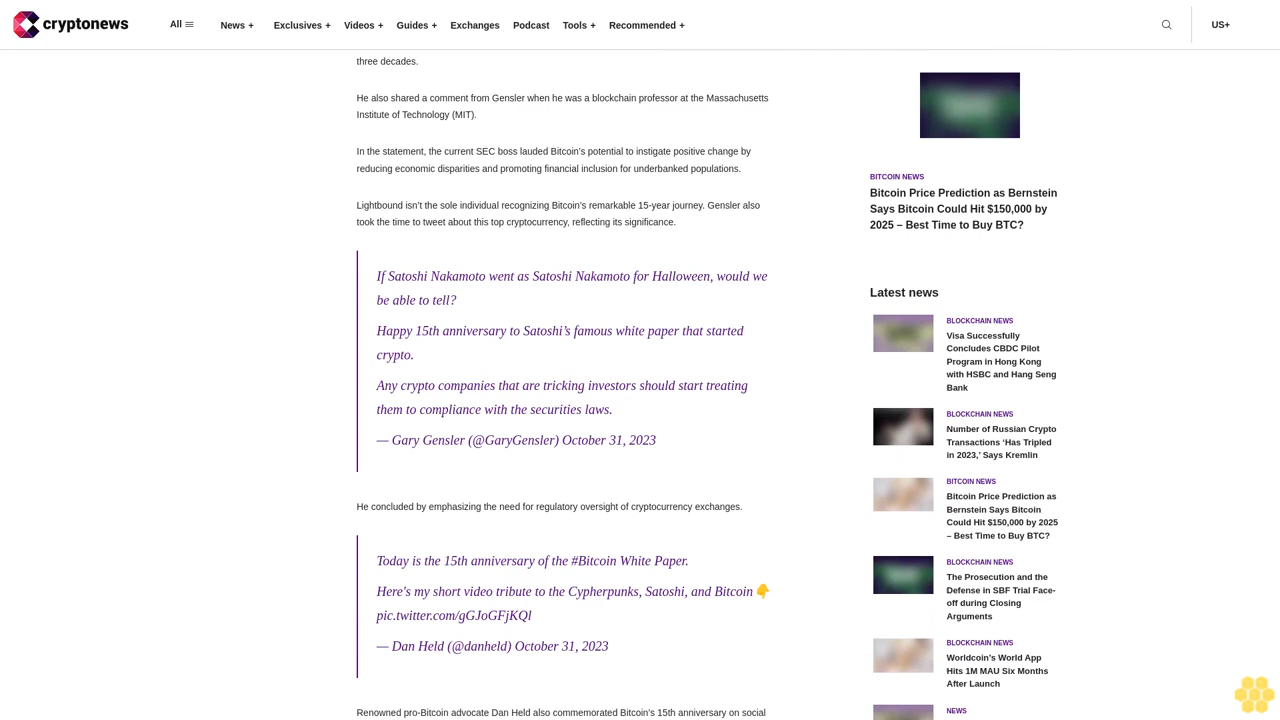 cryptonews
All
News +
Exclusives +
Videos +
Guides +
Exchanges
Podcast
Tools +
Recommended +
US+
three decades.
He also shared a comment from Gensler when he was a blockchain professor at the Massachusetts
Institute of Technology (MIT).
In the statement, the current SEC boss lauded Bitcoin’s potential to instigate positive change by
reducing economic disparities and promoting financial inclusion for underbanked populations.
Lightbound isn’t the sole individual recognizing Bitcoin’s remarkable 15-year journey. Gensler also
took the time to tweet about this top cryptocurrency, reflecting its significance.
If Satoshi Nakamoto went as Satoshi Nakamoto for Halloween, would we
be able to tell?
Happy 15th anniversary to Satoshi’s famous white paper that started
crypto.
Any crypto companies that are tricking investors should start treating
them to compliance with the securities laws.
— Gary Gensler (@GaryGensler) October 31, 2023
He concluded by emphasizing the need for regulatory oversight of cryptocurrency exchanges.
Today is the 15th anniversary of the #Bitcoin White Paper.
Here's my short video tribute to the Cypherpunks, Satoshi, and Bitcoin👇
pic.twitter.com/gGJoGFjKQl
— Dan Held (@danheld) October 31, 2023
Renowned pro-Bitcoin advocate Dan Held also commemorated Bitcoin’s 15th anniversary on social
BITCOIN NEWS
Bitcoin Price Prediction as Bernstein
Says Bitcoin Could Hit $150,000 by
2025 – Best Time to Buy BTC?
Latest news
BLOCKCHAIN NEWS
Visa Successfully
Concludes CBDC Pilot
Program in Hong Kong
with HSBC and Hang Seng
Bank
BLOCKCHAIN NEWS
Number of Russian Crypto
Transactions ‘Has Tripled
in 2023,’ Says Kremlin
BITCOIN NEWS
Bitcoin Price Prediction as
Bernstein Says Bitcoin
Could Hit $150,000 by 2025
– Best Time to Buy BTC?
BLOCKCHAIN NEWS
The Prosecution and the
Defense in SBF Trial Face-
off during Closing
Arguments
BLOCKCHAIN NEWS
Worldcoin’s World App
Hits 1M MAU Six Months
After Launch
NEWS